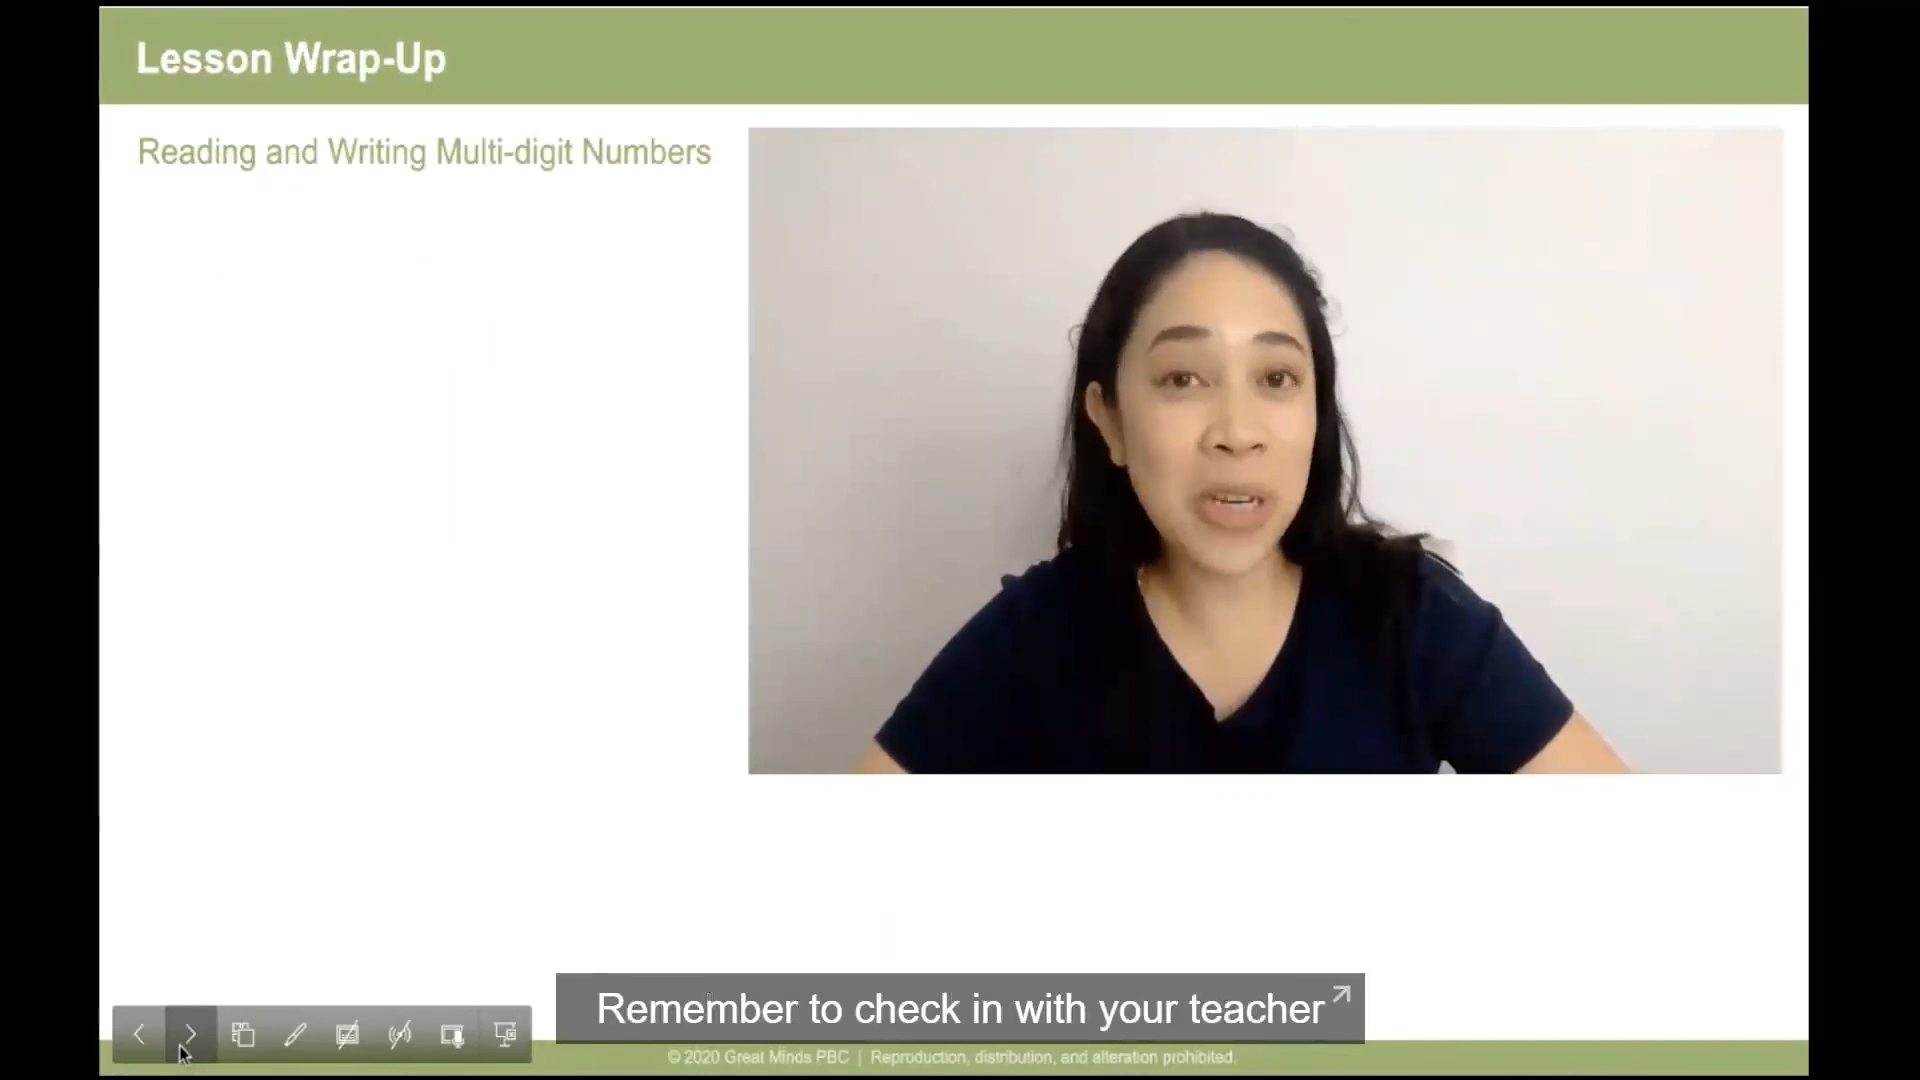 Lesson Wrap-Up
Reading and Writing Multi-digit Numbers
Remember to check in with your teacher
© 2020 Great Minds PBC | Reproduction, distribution, and alteration prohibited.